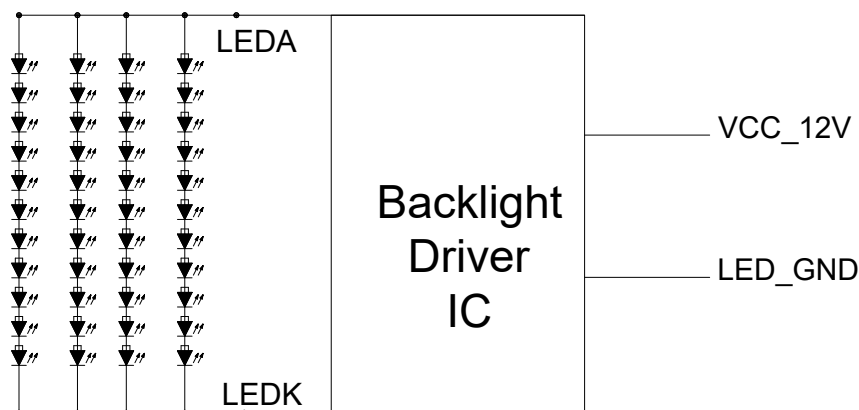 LEDA
VCC_12V
Backlight
Driver
IC
LED_GND
LEDK